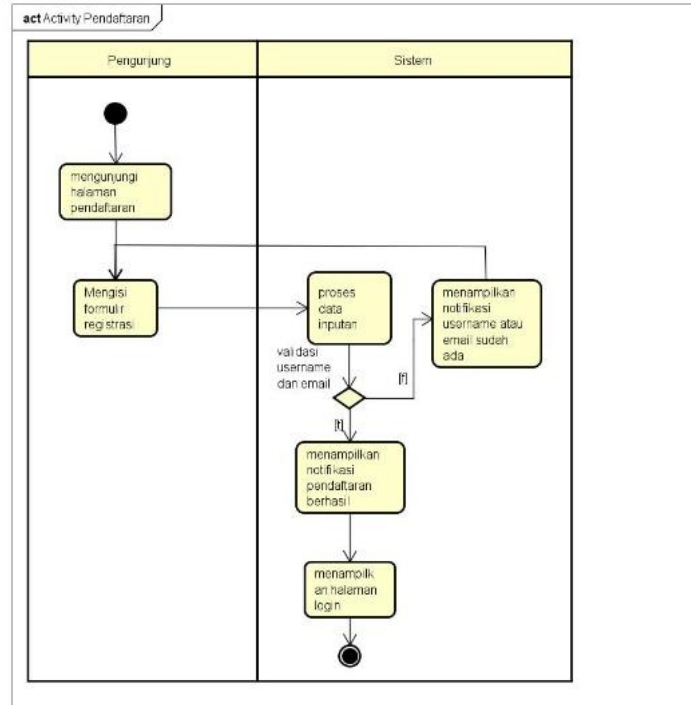 act Activity Pendaftaran
Pengunjung
Sistem
mengunjungi
halaman
pendaftaran
Mengisi
formulir
registrasi
proses
data
inputan
menampilkan
notifikasi
username atau
email sudah
ada
validasi
username
dan email
[f]
[t]
menampilkan
notifikasi
pendaftaran
berhasil
menampilk
an halaman
login